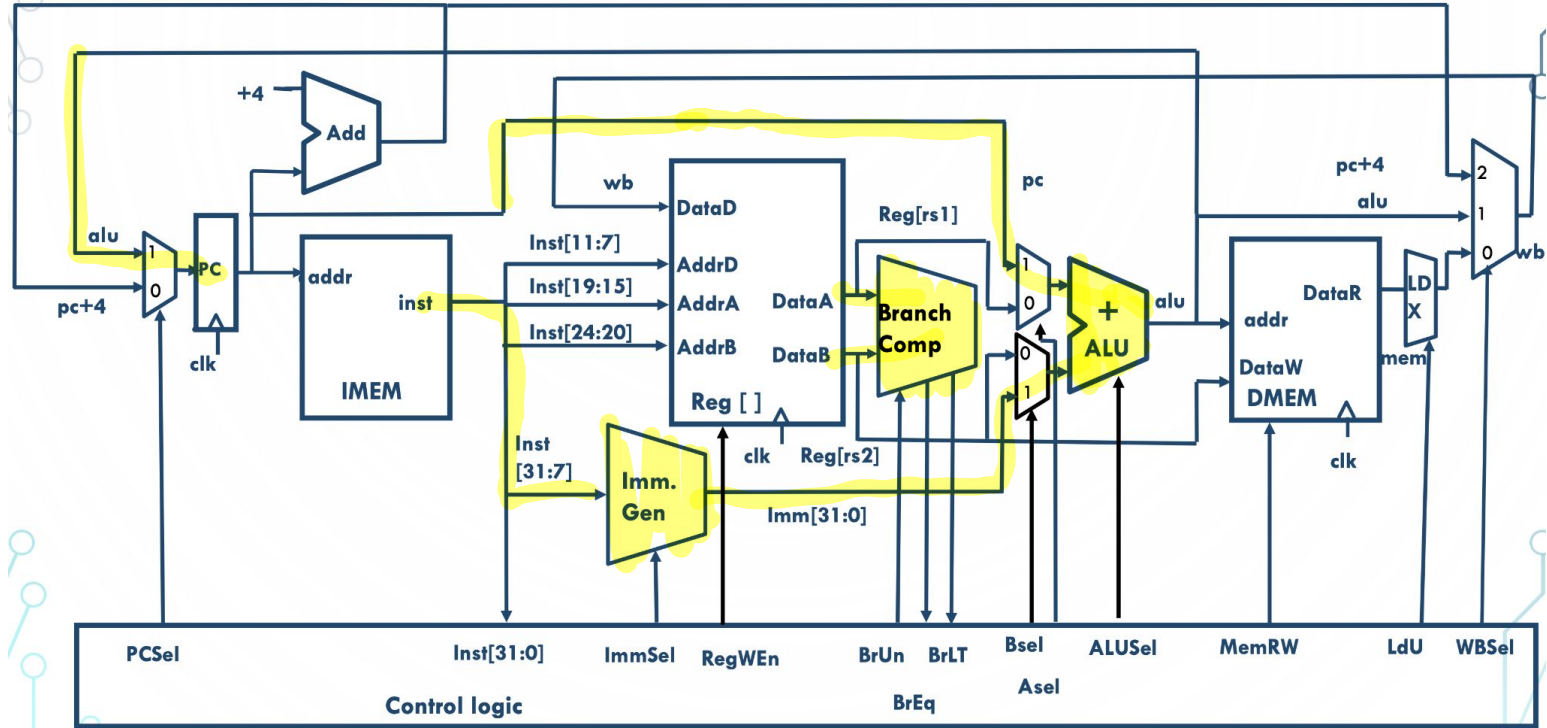 +4
Add
pc
pc+4
2
wb
DataD
Reg[rs1]
alu
1
alu
1
PC
0
pc+4
clk
addr
inst
IMEM
Inst[11:7]
AddrD
Inst[19:15]
AddrA
Inst[24:20]
AddrB
DataA
DataB
Reg [ ]
clk
Reg[rs2]
Branch
Comp
1
0
0
1
+
ALU
alu
DataR
addr
DataW
DMEM
clk
LD
X
mem
0
wb
Inst
[31:7]
Imm.
Gen
Imm[31:0]
PCSel
Inst[31:0]
ImmSel
RegWEn
BrUn
BrLT
Bsel
ALUSel
MemRW
LdU
WBSel
Asel
BrEq
Control logic